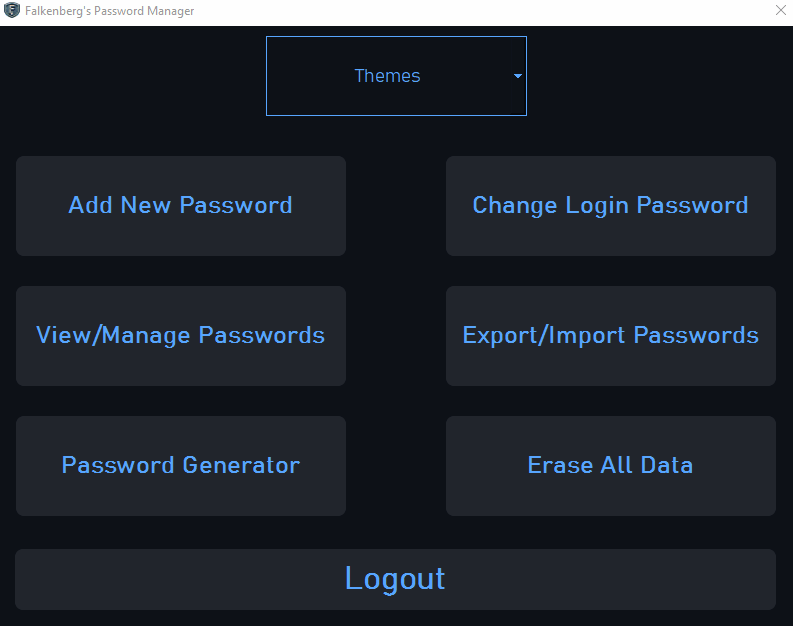 Falkenberg's Password Manager
Themes
Add New Password
Change Login Password
View/Manage Passwords
Export/Import Passwords
Password Generator
Erase All Data
Logout